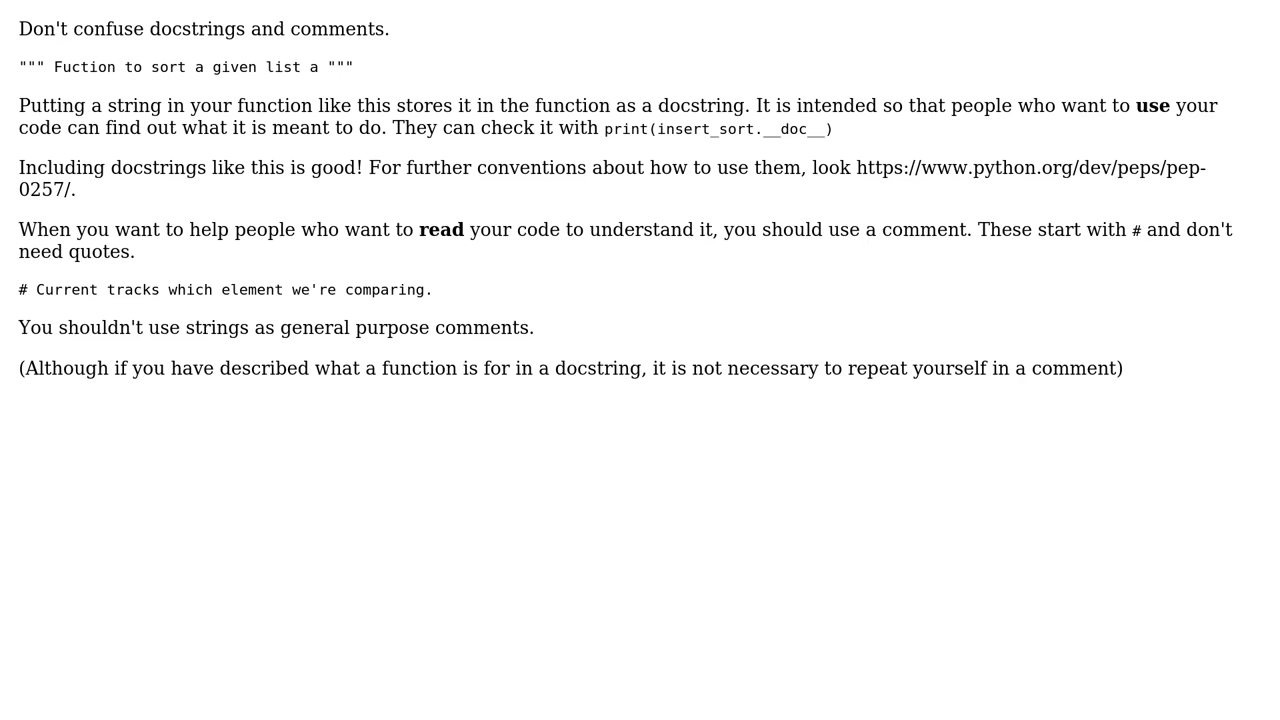 Don't confuse docstrings and comments.
""" Fuction to sort a given list a """
Putting a string in your function like this stores it in the function as a docstring. It is intended so that people who want to use your
code can find out what it is meant to do. They can check it with print(insert_sort.__doc__)
Including docstrings like this is good! For further conventions about how to use them, look https://www.python.org/dev/peps/pep-
0257/.
When you want to help people who want to read your code to understand it, you should use a comment. These start with # and don't
need quotes.
# Current tracks which element we're comparing.
You shouldn't use strings as general purpose comments.
(Although if you have described what a function is for in a docstring, it is not necessary to repeat yourself in a comment)